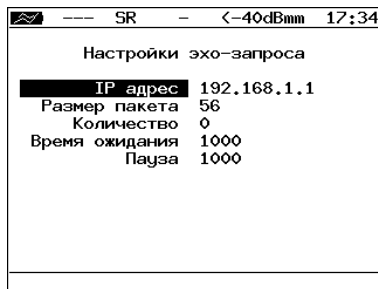 --- SR - <-40dBmm 17:34
Настройки эхо-запроса
IP адрес 192.168.1.1
Размер пакета 56
Количество 0
Время ожидания 1000
Пауза 1000